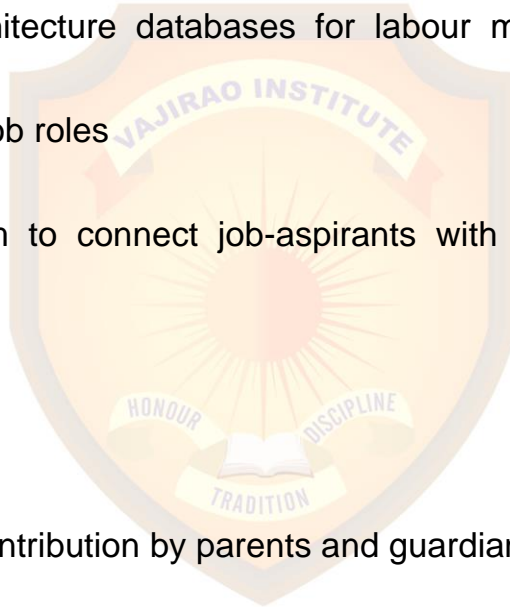 hitecture databases for labour m
VAJIRAO INSTITUTE
ob roles
n to connect job-aspirants with
HONOUR
DISCIPLINE
TRADITION
ntribution by parents and guardian